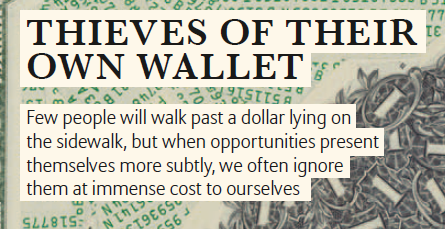 THIEVES OF THEIR
OWN WALLET
Few people will walk past a dollar lying on
the sidewalk, but when opportunities present
themselves more subtly, we often ignore
them at immense cost to ourselves